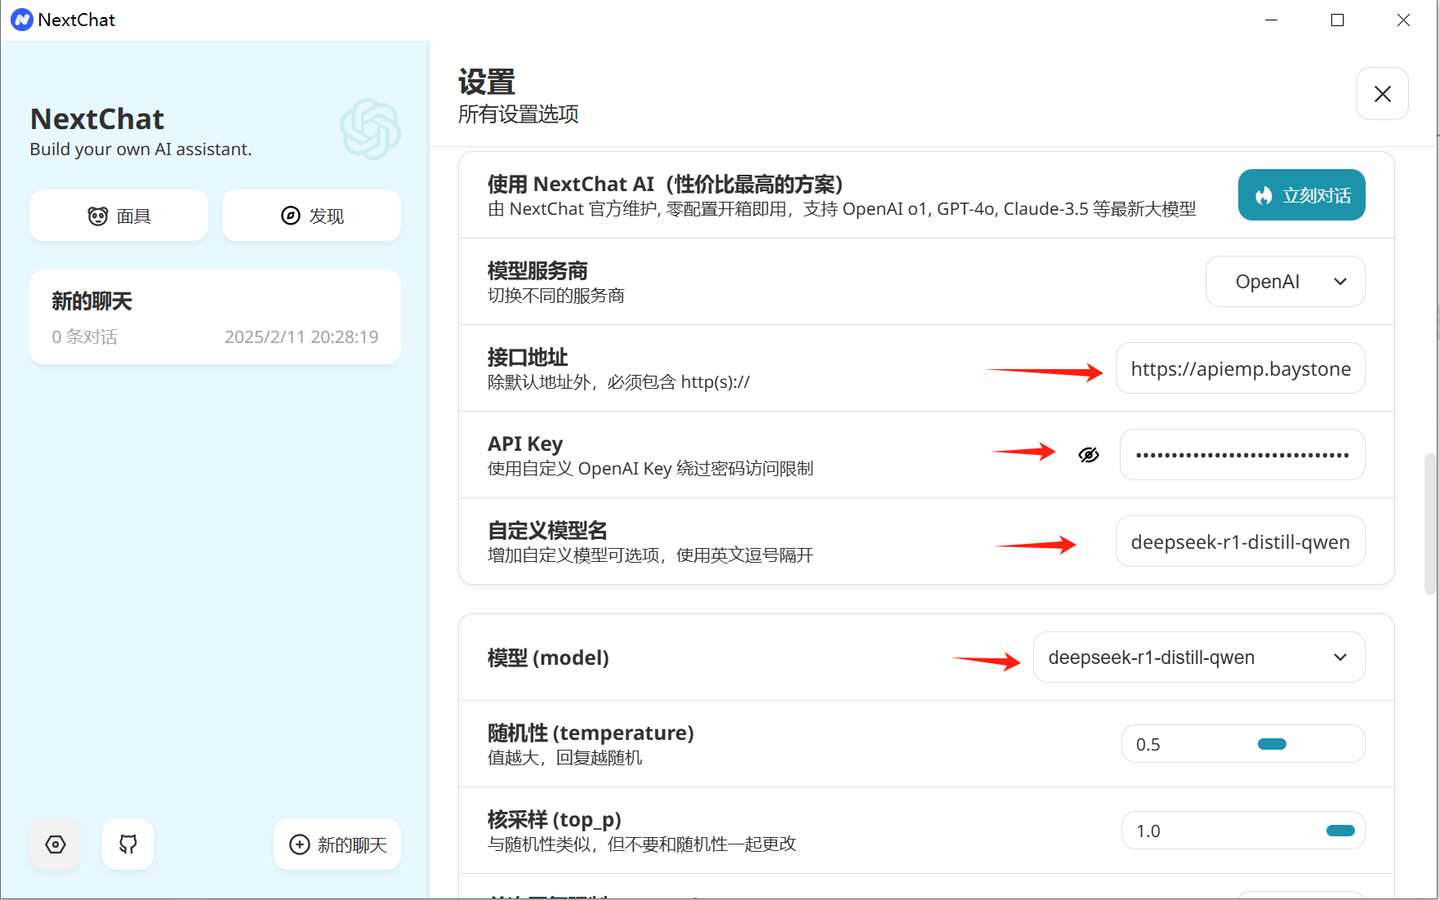 NextChat
NextChat
Build your own AI assistant.
面具
发现
新的聊天
0 条对话
2025/2/11 20:28:19
新的聊天
设置
所有设置选项
使用 NextChat AI（性价比最高的方案）
由 NextChat 官方维护, 零配置开箱即用，支持 OpenAI o1, GPT-4o, Claude-3.5 等最新大模型
立刻对话
模型服务商
切换不同的服务商
OpenAI
接口地址
除默认地址外，必须包含 http(s)://
https://apiemp.baystone
API Key
使用自定义 OpenAI Key 绕过密码访问限制
自定义模型名
增加自定义模型可选项，使用英文逗号隔开
deepseek-r1-distill-qwen
模型 (model)
deepseek-r1-distill-qwen
随机性 (temperature)
值越大，回复越随机
0.5
核采样 (top_p)
与随机性类似，但不要和随机性一起更改
1.0